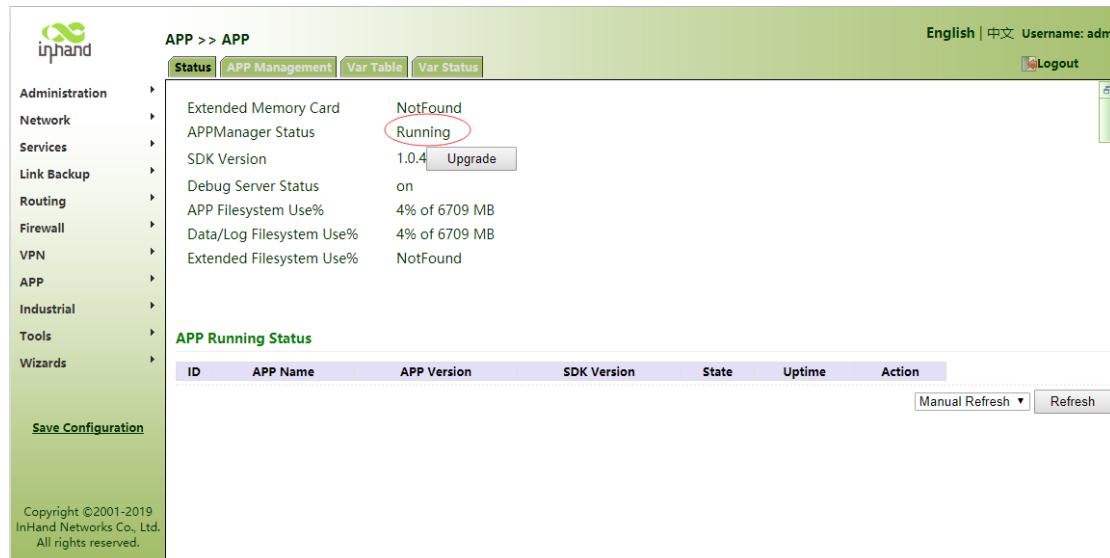 inhand
APP >> APP
English | 中文 Username: adm
Status APP Management Var Table Var Status
Logout
Administration
Network
Services
Link Backup
Routing
Firewall
VPN
APP
Industrial
Tools
Wizards
Save Configuration
Copyright ©2001-2019
InHand Networks Co., Ltd.
All rights reserved.
Extended Memory Card NotFound
APPManager Status Running
SDK Version 1.0.4 Upgrade
Debug Server Status on
APP Filesystem Use% 4% of 6709 MB
Data/Log Filesystem Use% 4% of 6709 MB
Extended Filesystem Use% NotFound
APP Running Status
ID APP Name APP Version SDK Version State Uptime Action
Manual Refresh Refresh